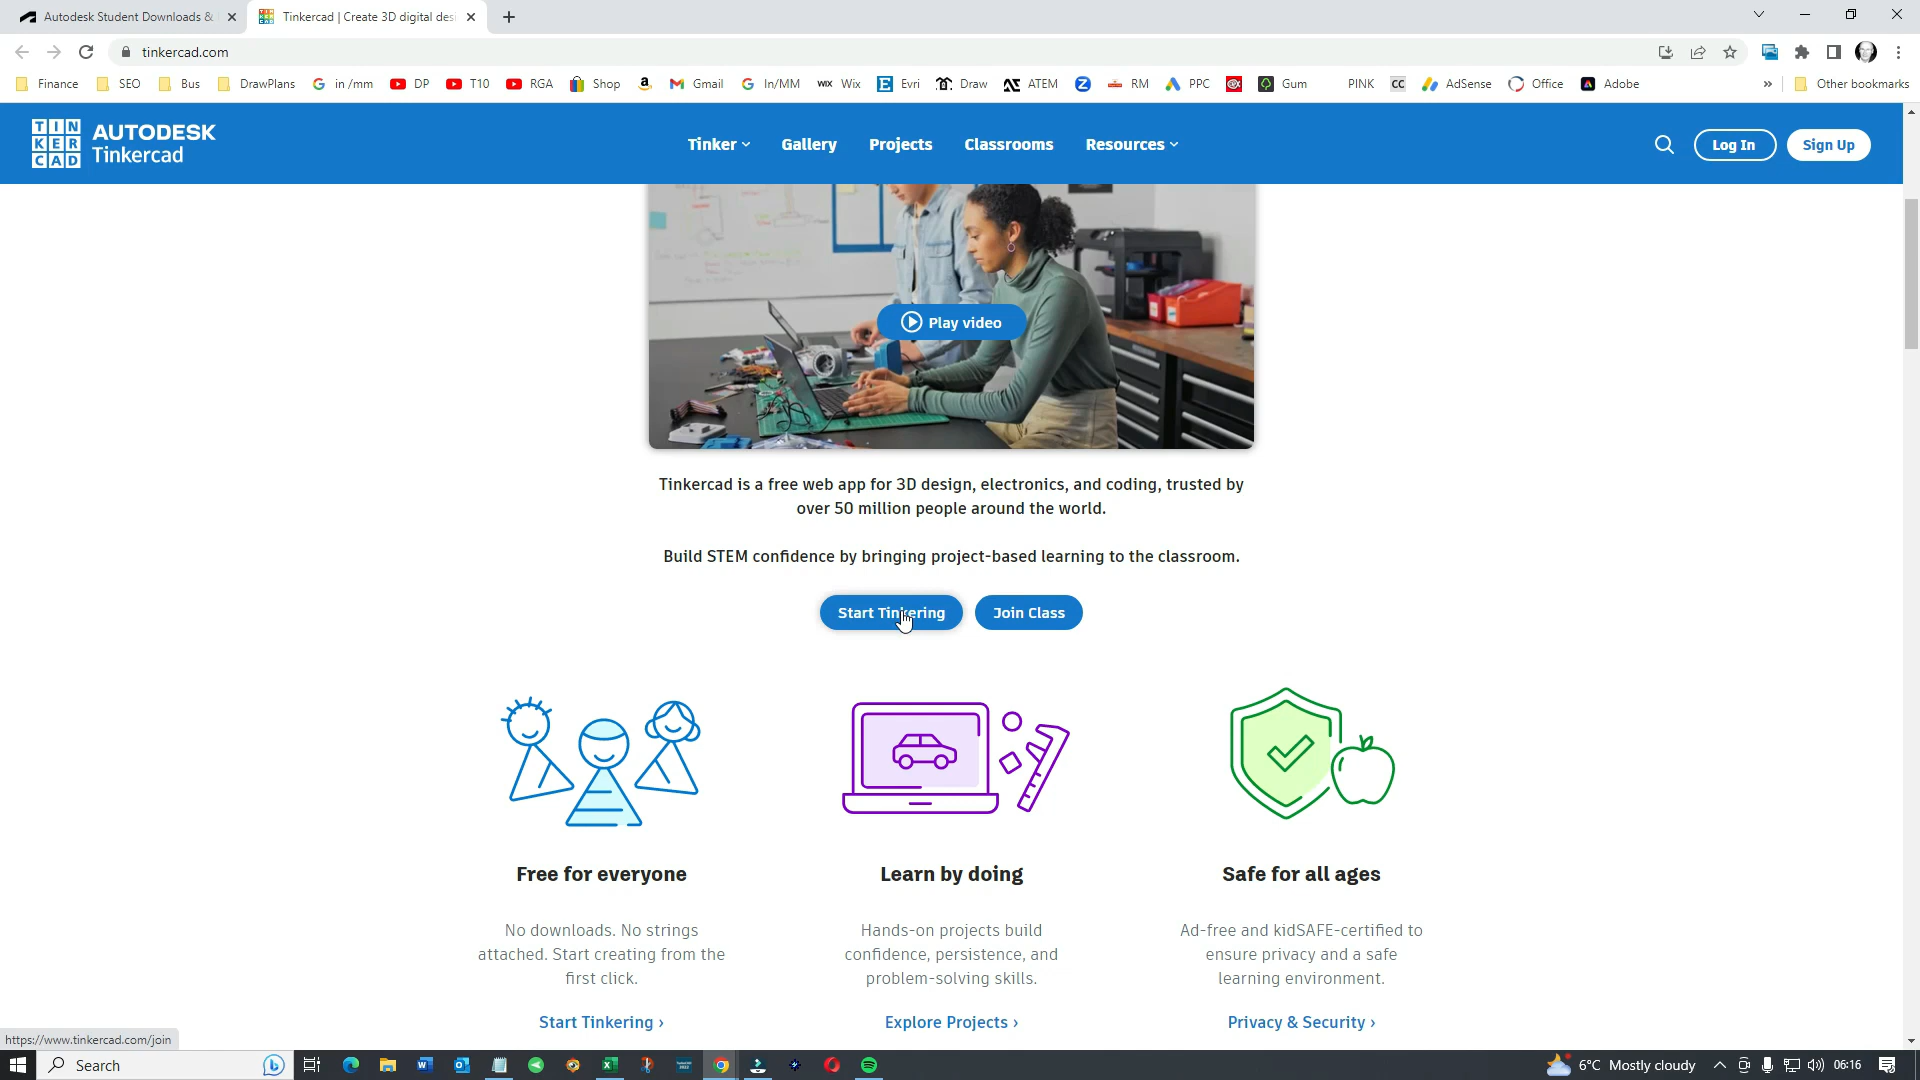 Autodesk Student Downloads &
Tinkercad | Create 3D digital desi
tinkercad.com
Finance
SEO
Bus
DrawPlans
in /mm
DP
T10
RGA
Shop
Gmail
In/MM
WIX Wix
Evri
Draw
ATEM
RM
PPC
Gum
PINK
CC
AdSense
Office
Adobe
»
Other bookmarks
TIN
KER
CAD
AUTODESK
Tinkercad
Tinker
Gallery
Projects
Classrooms
Resources
Log In
Sign Up
Play video
Tinkercad is a free web app for 3D design, electronics, and coding, trusted by
over 50 million people around the world.
Build STEM confidence by bringing project-based learning to the classroom.
Start Tinkering
Join Class
Free for everyone
No downloads. No strings
attached. Start creating from the
first click.
Start Tinkering ›
Learn by doing
Hands-on projects build
confidence, persistence, and
problem-solving skills.
Explore Projects ›
Safe for all ages
Ad-free and kidSAFE-certified to
ensure privacy and a safe
learning environment.
Privacy & Security ›
https://www.tinkercad.com/join
Search
6°C Mostly cloudy
06:16